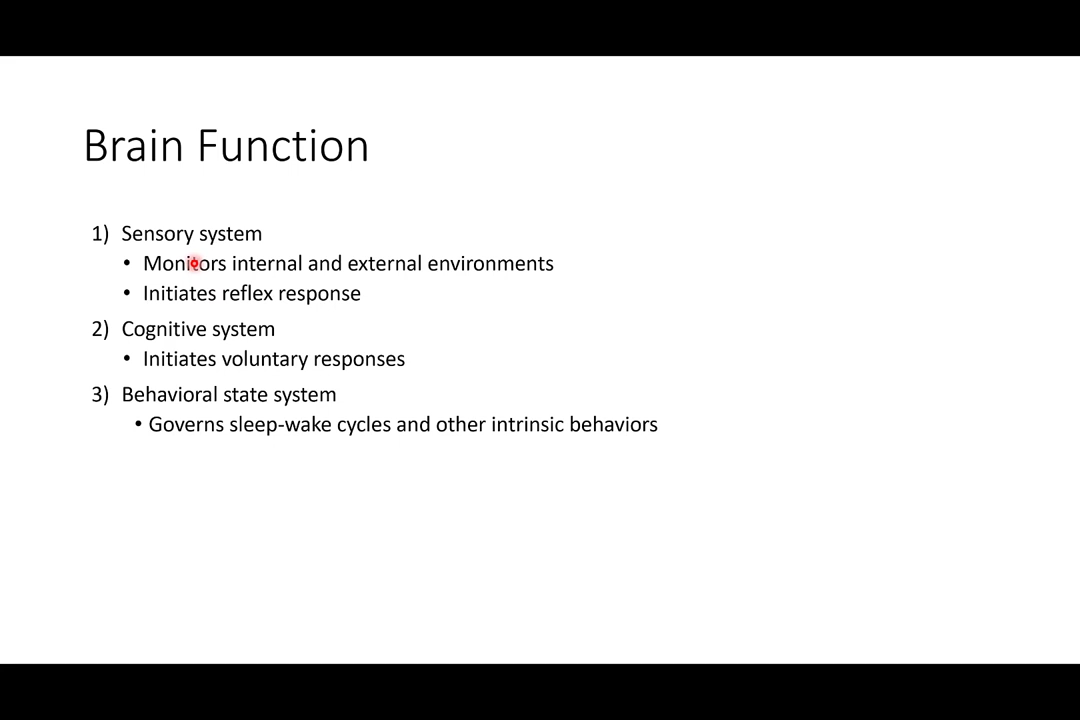 Brain Function
1) Sensory system
• Monitors internal and external environments
• Initiates reflex response
2) Cognitive system
• Initiates voluntary responses
3) Behavioral state system
• Governs sleep-wake cycles and other intrinsic behaviors